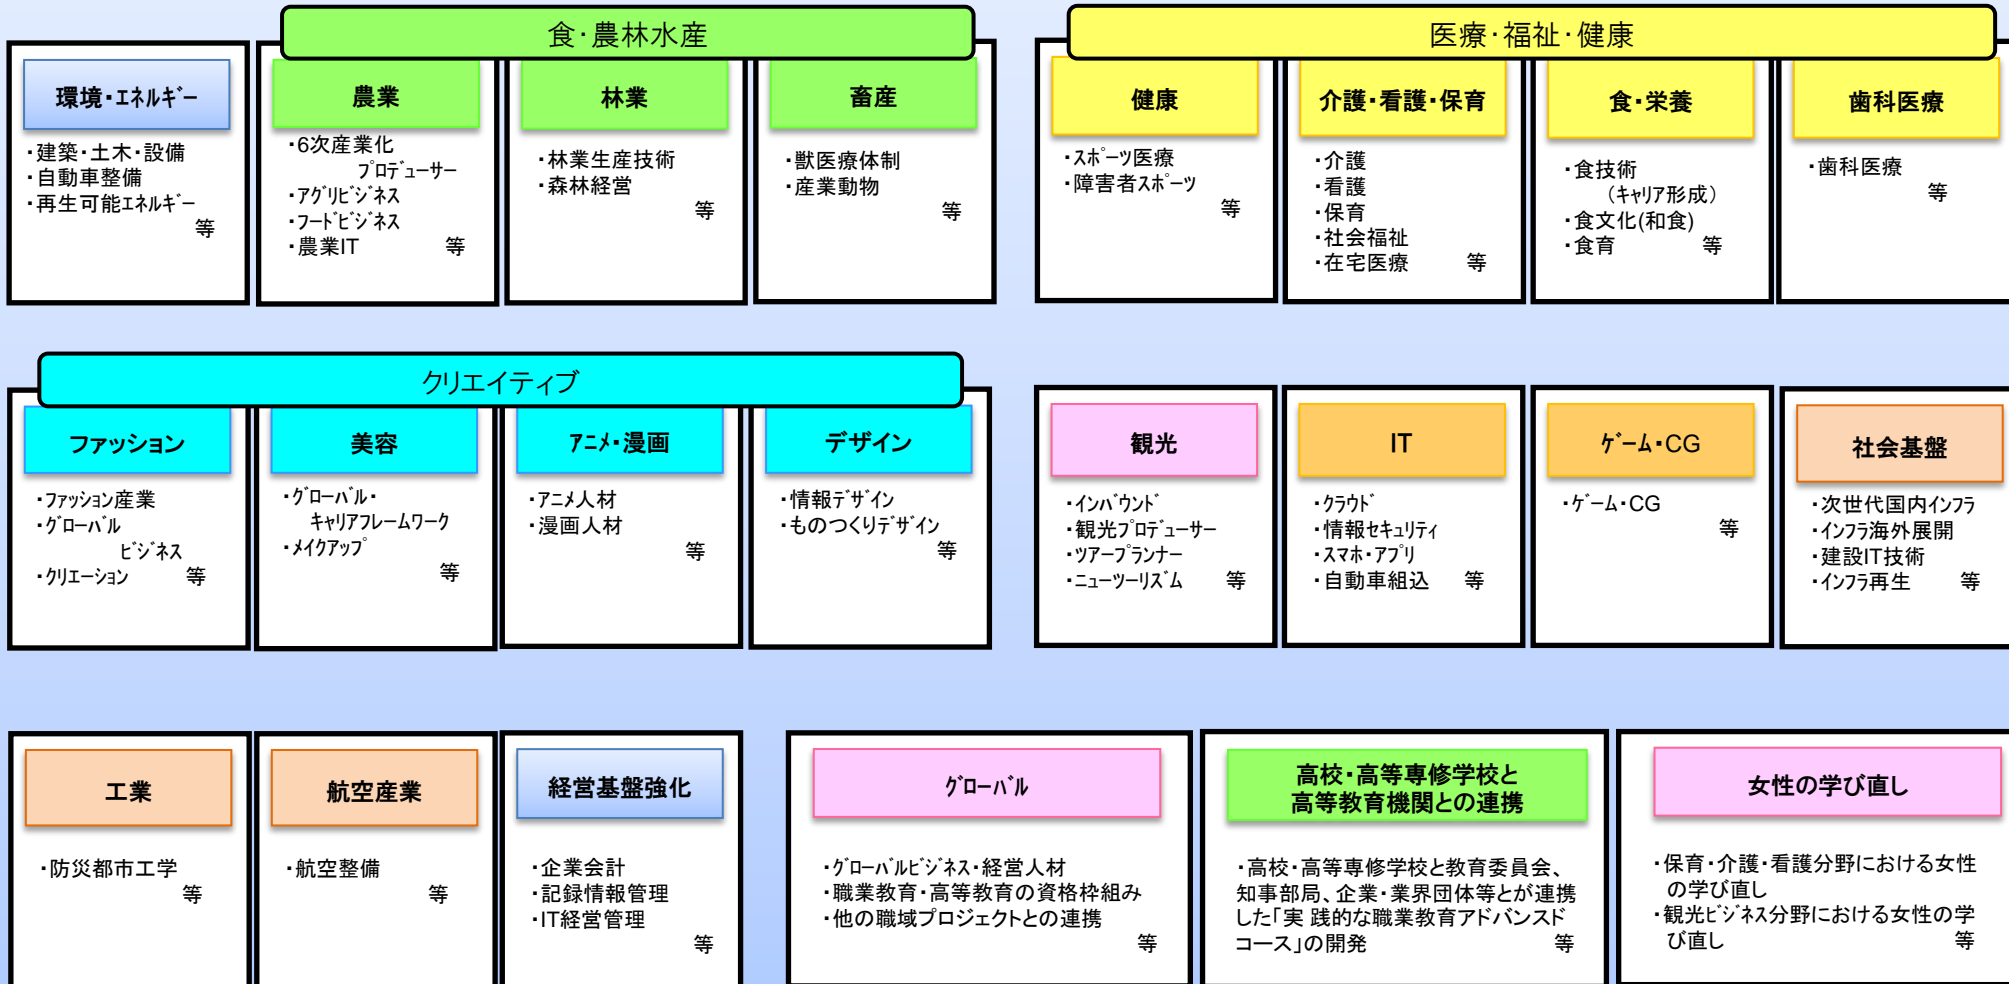 食・農林水産
医療・福祉・健康
環境・ｴﾈﾙｷﾞｰ
・建築・土木・設備
・自動車整備
・再生可能ｴﾈﾙｷﾞｰ
等
農業
・6次産業化
ﾌﾟﾛﾃﾞｭｰｻｰ
・ｱｸﾞﾘﾋﾞｼﾞﾈｽ
・ﾌｰﾄﾞﾋﾞｼﾞﾈｽ
・農業IT 等
林業
・林業生産技術
・森林経営
等
畜産
・獣医療体制
・産業動物
等
健康
・ｽﾎﾟｰﾂ医療
・障害者ｽﾎﾟｰﾂ
等
介護・看護・保育
・介護
・看護
・保育
・社会福祉
・在宅医療 等
食・栄養
・食技術
（ｷｬﾘｱ形成）
・食文化(和食)
・食育 等
歯科医療
・歯科医療
等
クリエイティブ
ファッション
・ﾌｧｯｼｮﾝ産業
・ｸﾞﾛｰﾊﾞﾙ
ﾋﾞｼﾞﾈｽ
・ｸﾘｴｰｼｮﾝ 等
美容
・ｸﾞﾛｰﾊﾞﾙ・
ｷｬﾘｱﾌﾚｰﾑﾜｰｸ
・ﾒｲｸｱｯﾌﾟ
等
ｱﾆﾒ・漫画
・ｱﾆﾒ人材
・漫画人材
等
デザイン
・情報ﾃﾞｻﾞｲﾝ
・ものつくりﾃﾞｻﾞｲﾝ
等
観光
・ｲﾝﾊﾞｳﾝﾄﾞ
・観光ﾌﾟﾛﾃﾞｭｰｻｰ
・ﾂｱｰﾌﾟﾗﾝﾅｰ
・ﾆｭｰﾂｰﾘｽﾞﾑ 等
IT
・ｸﾗｳﾄﾞ
・情報ｾｷｭﾘﾃｨ
・ｽﾏﾎ・ｱﾌﾟﾘ
・自動車組込 等
ｹﾞｰﾑ・CG
・ｹﾞｰﾑ・CG
等
社会基盤
・次世代国内ｲﾝﾌﾗ
・ｲﾝﾌﾗ海外展開
・建設IT技術
・ｲﾝﾌﾗ再生 等
工業
・防災都市工学
等
航空産業
・航空整備
等
経営基盤強化
・企業会計
・記録情報管理
・IT経営管理
等
ｸﾞﾛｰﾊﾞﾙ
・ｸﾞﾛｰﾊﾞﾙﾋﾞｼﾞﾈｽ・経営人材
・職業教育・高等教育の資格枠組み
・他の職域プロジェクトとの連携
等
高校・高等専修学校と
高等教育機関との連携
・高校・高等専修学校と教育委員会、
知事部局、企業・業界団体等とが連携
した「実 践的な職業教育アドバンスド
コース」の開発 等
女性の学び直し
・保育・介護・看護分野における女性
の学び直し
・観光ﾋﾞｼﾞﾈｽ分野における女性の学
び直し 等